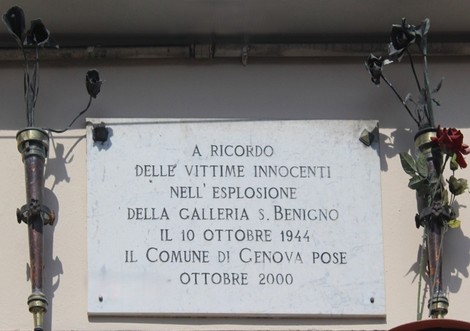 A RICORDO
DELLE VITTIME INNOCENTI
NELL'ESPLOSIONE
DELLA GALLERIA S. BENIGNO
IL 10 OTTOBRE 1944
IL COMUNE DI GENOVA POSE
OTTOBRE 2000